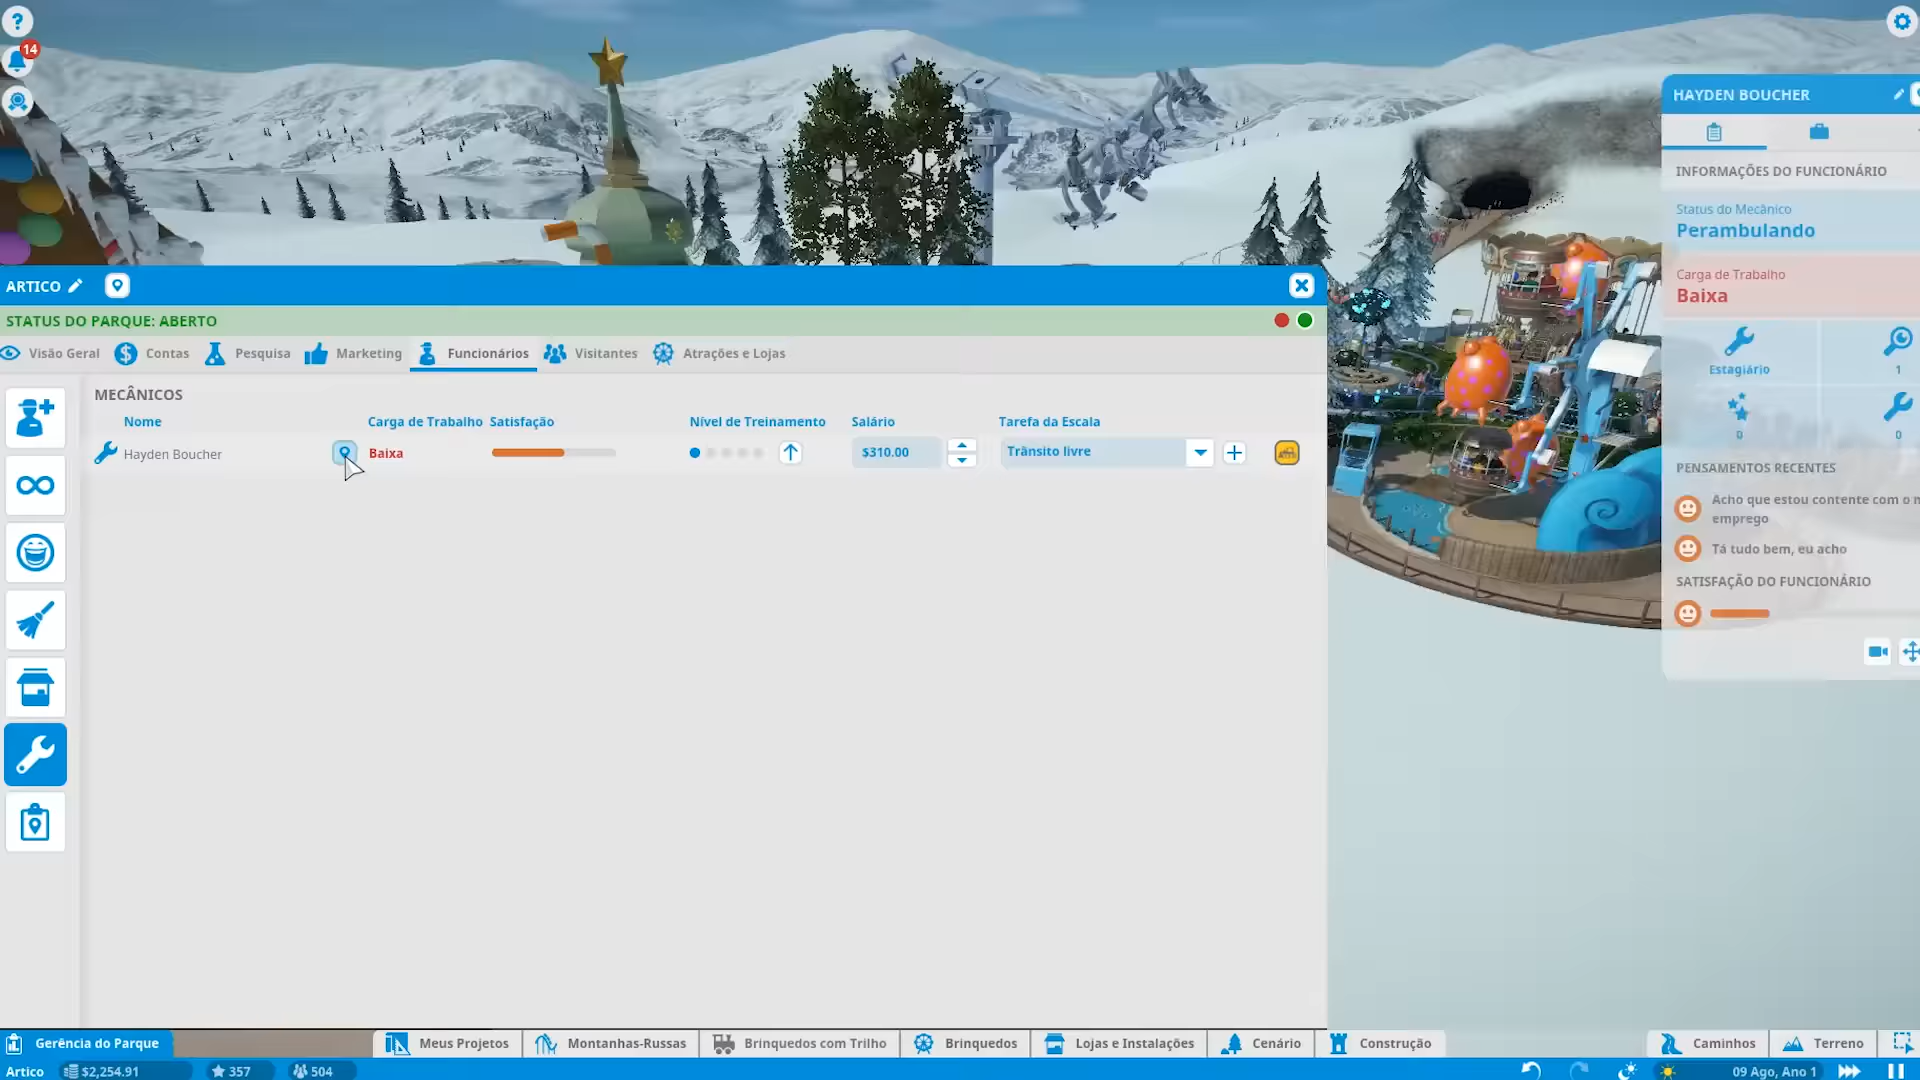 ?
14
HAYDEN BOUCHER
INFORMAÇÕES DO FUNCIONÁRIO
Status do Mecânico
Perambulando
Carga de Trabalho
Baixa
Estagiário
1
0
0
PENSAMENTOS RECENTES
Acho que estou contente com o m
emprego
Tá tudo bem, eu acho
SATISFAÇÃO DO FUNCIONÁRIO
ARTICO
STATUS DO PARQUE: ABERTO
Visão Geral
Contas
Pesquisa
Marketing
Funcionários
Visitantes
Atrações e Lojas
MECÂNICOS
Nome
Carga de Trabalho
Satisfação
Nível de Treinamento
Salário
Tarefa da Escala
Hayden Boucher
Baixa
$310.00
Trânsito livre
Gerência do Parque
Meus Projetos
Montanhas-Russas
Brinquedos com Trilho
Brinquedos
Lojas e Instalações
Cenário
Construção
Caminhos
Terreno
Artico
$2,254.91
357
504
09 Ago, Ano 1